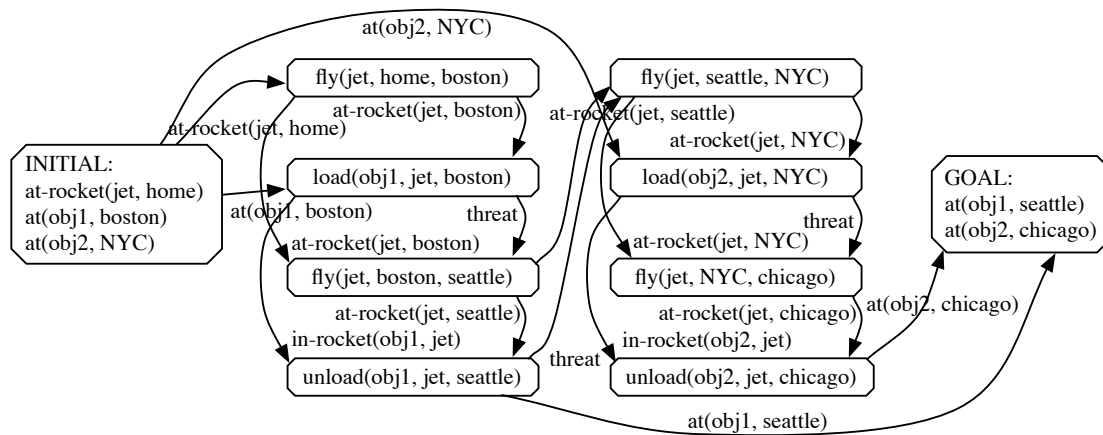 at(obj2, NYC)
fly(jet, home, boston)
fly(jet, seattle, NYC)
at-rocket(jet, boston)
at-rocket(jet, seattle)
at-rocket(jet, home)
at-rocket(jet, NYC)
INITIAL:
at-rocket(jet, home)
at(obj1, boston)
at(obj2, NYC)
load(obj1, jet, boston)
load(obj2, jet, NYC)
GOAL:
at(obj1, seattle)
at(obj2, chicago)
at(obj1, boston)
threat
threat
at-rocket(jet, boston)
at-rocket(jet, NYC)
fly(jet, boston, seattle)
fly(jet, NYC, chicago)
at-rocket(jet, seattle)
at-rocket(jet, chicago)
at(obj2, chicago)
in-rocket(obj1, jet)
threat
in-rocket(obj2, jet)
unload(obj1, jet, seattle)
unload(obj2, jet, chicago)
at(obj1, seattle)